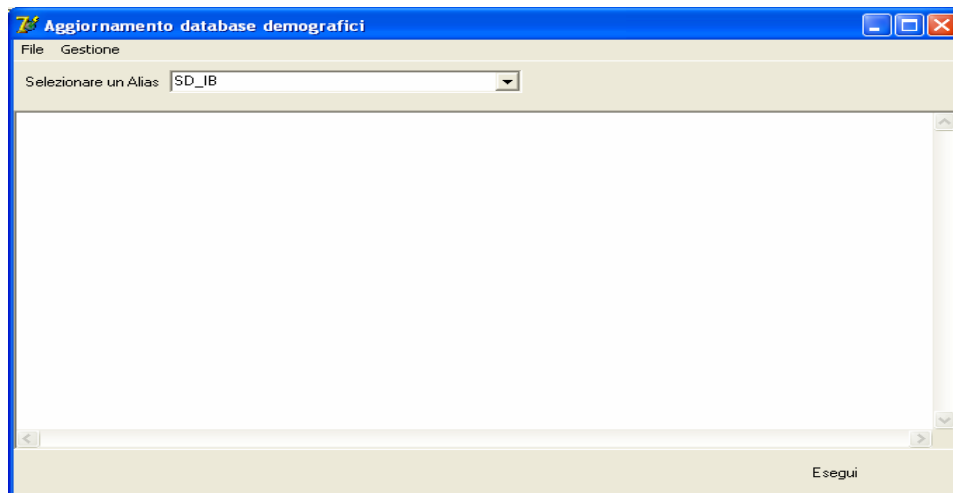 Aggiornamento database demografici
File Gestione
Selezionare un Alias SD_IB
Esegui